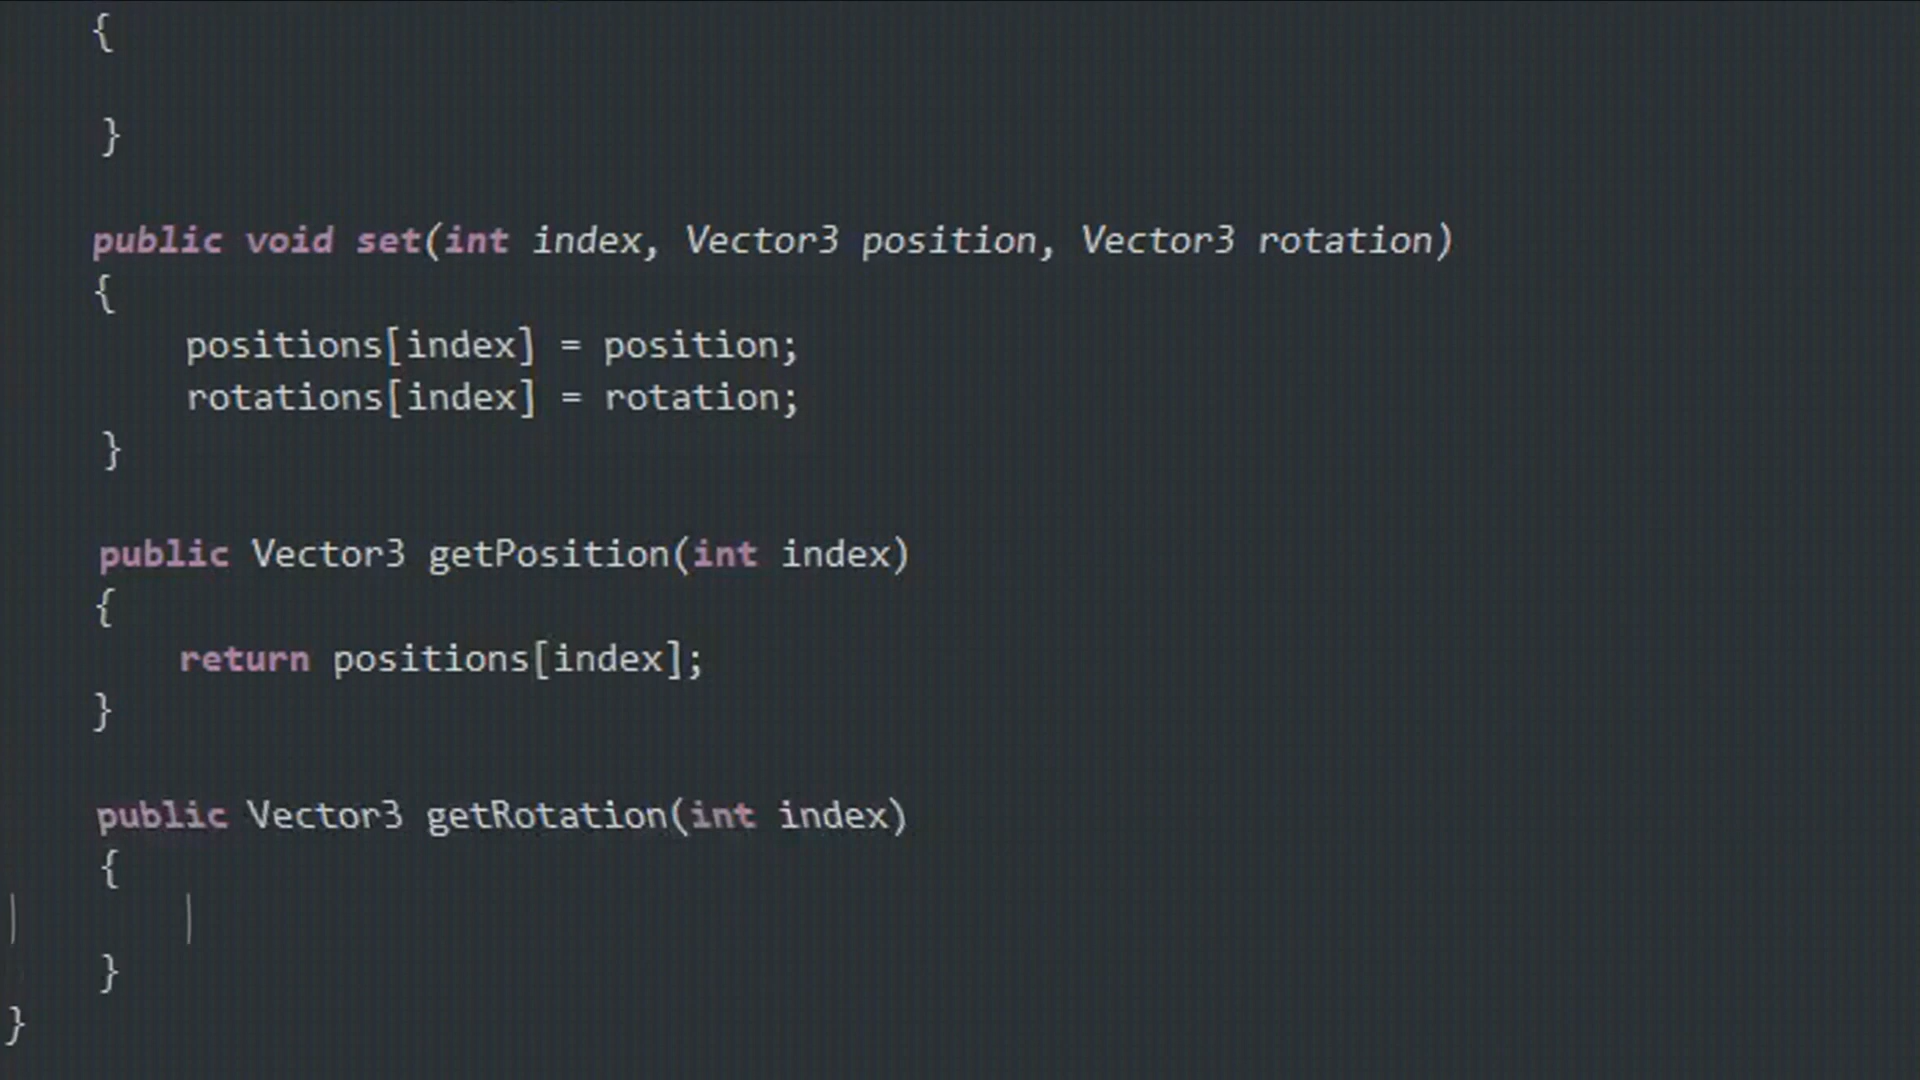 {
}
public void set(int index, Vector3 position, Vector3 rotation)
{
positions[index] = position;
rotations[index] = rotation;
}
public Vector3 getPosition(int index)
{
return positions[index];
}
public Vector3 getRotation(int index)
{
}
}